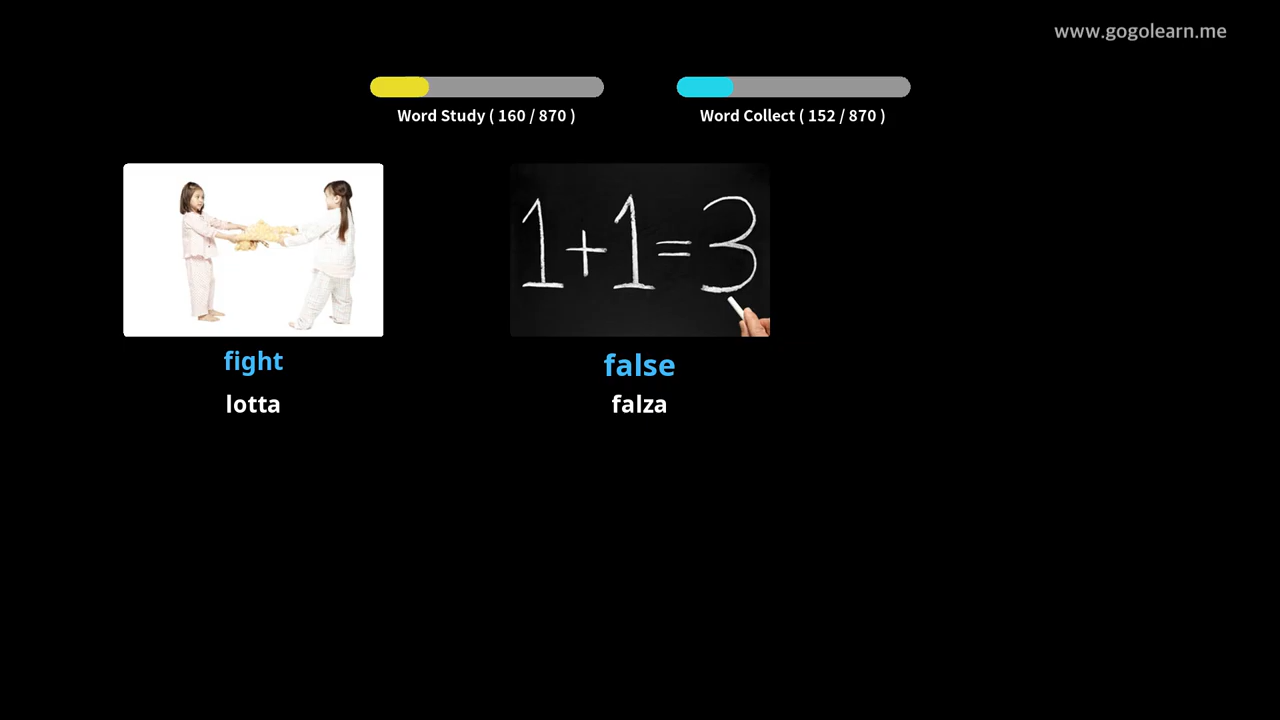 www.gogolearn.me
Word Study ( 160 / 870 )
Word Collect ( 152 / 870 )
1+1=3
fight
false
lotta
falza